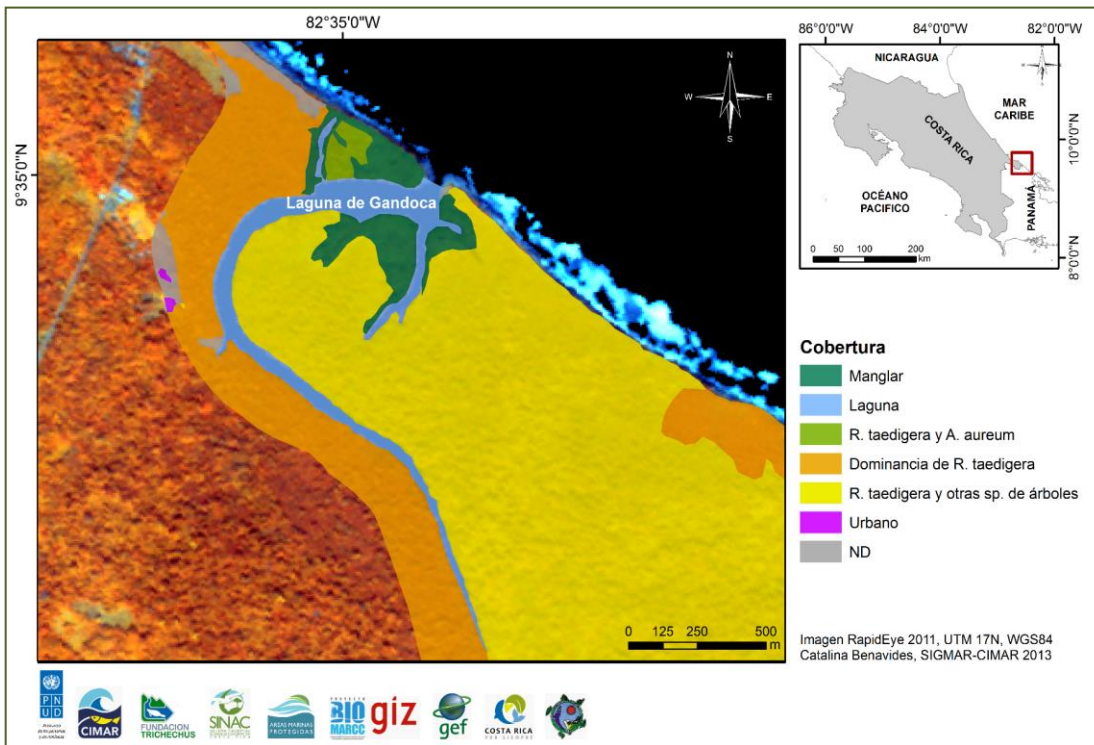 82°35'0"W
9°35'0"N
N
W E
S
Laguna de Gandoca
0 125 250 500
m
86°0'0"W 84°0'0"W 82°0'0"W
NICARAGUA
N
MAR
CARIBE
COSTA RICA
10°0'0"N
OCÉANO
PACIFICO
PANAMÁ
0 50 100 200
km
8°0'0"N
Cobertura
Manglar
Laguna
R. taedigera y A. aureum
Dominancia de R. taedigera
R. taedigera y otras sp. de árboles
Urbano
ND
Imagen RapidEye 2011, UTM 17N, WGS84
Catalina Benavides, SIGMAR-CIMAR 2013
P N
U D
CIMAR
FUNDACION
TRICHECHUS
SINAC
AREAS MARINAS
PROTEGIDAS
PROYECTO
BIO
MARCC
giz
gef
COSTA RICA
POR SIEMPRE